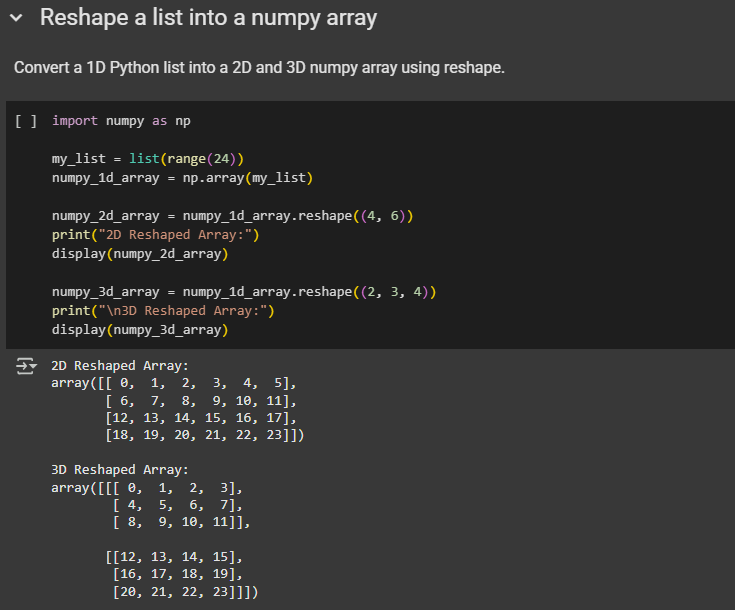 Reshape a list into a numpy array
Convert a 1D Python list into a 2D and 3D numpy array using reshape.
[ ] import numpy as np
my_list = list(range(24))
numpy_1d_array = np.array(my_list)
numpy_2d_array = numpy_1d_array.reshape((4, 6))
print("2D Reshaped Array:")
display(numpy_2d_array)
numpy_3d_array = numpy_1d_array.reshape((2, 3, 4))
print("\n3D Reshaped Array:")
display(numpy_3d_array)
2D Reshaped Array:
array([[ 0,  1,  2,  3,  4,  5],
       [ 6,  7,  8,  9, 10, 11],
       [12, 13, 14, 15, 16, 17],
       [18, 19, 20, 21, 22, 23]])
3D Reshaped Array:
array([[[ 0,  1,  2,  3],
        [ 4,  5,  6,  7],
        [ 8,  9, 10, 11]],
       [[12, 13, 14, 15],
        [16, 17, 18, 19],
        [20, 21, 22, 23]]])